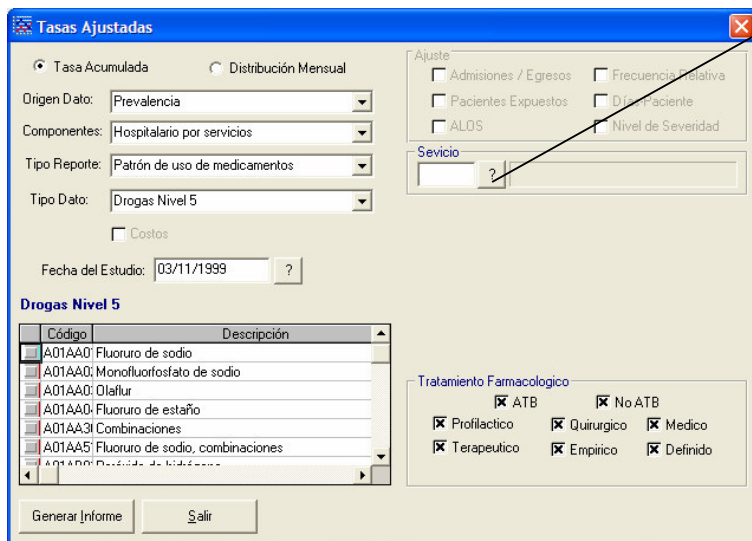 Tasas Ajustadas
Tasa Acumulada
Distribución Mensual
Origen Dato: Prevalencia
Componentes: Hospitalario por servicios
Tipo Reporte: Patrón de uso de medicamentos
Tipo Dato: Drogas Nivel 5
Costos
Fecha del Estudio: 03/11/1999 ?
Ajuste
Admisiones / Egresos
Frecuencia Relativa
Pacientes Expuestos
Días Paciente
ALOS
Nivel de Severidad
Sevicio
?
Drogas Nivel 5
Código Descripción
A01AA0 Fluoruro de sodio
A01AA0 Monofluorfosfato de sodio
A01AA0 Olaflur
A01AA0 Fluoruro de estaño
A01AA3 Combinaciones
A01AA5 Fluoruro de sodio, combinaciones
Tratamiento Farmacologico
ATB
No ATB
Profilactico
Quirurgico
Medico
Terapeutico
Empirico
Definido
Generar Informe
Salir